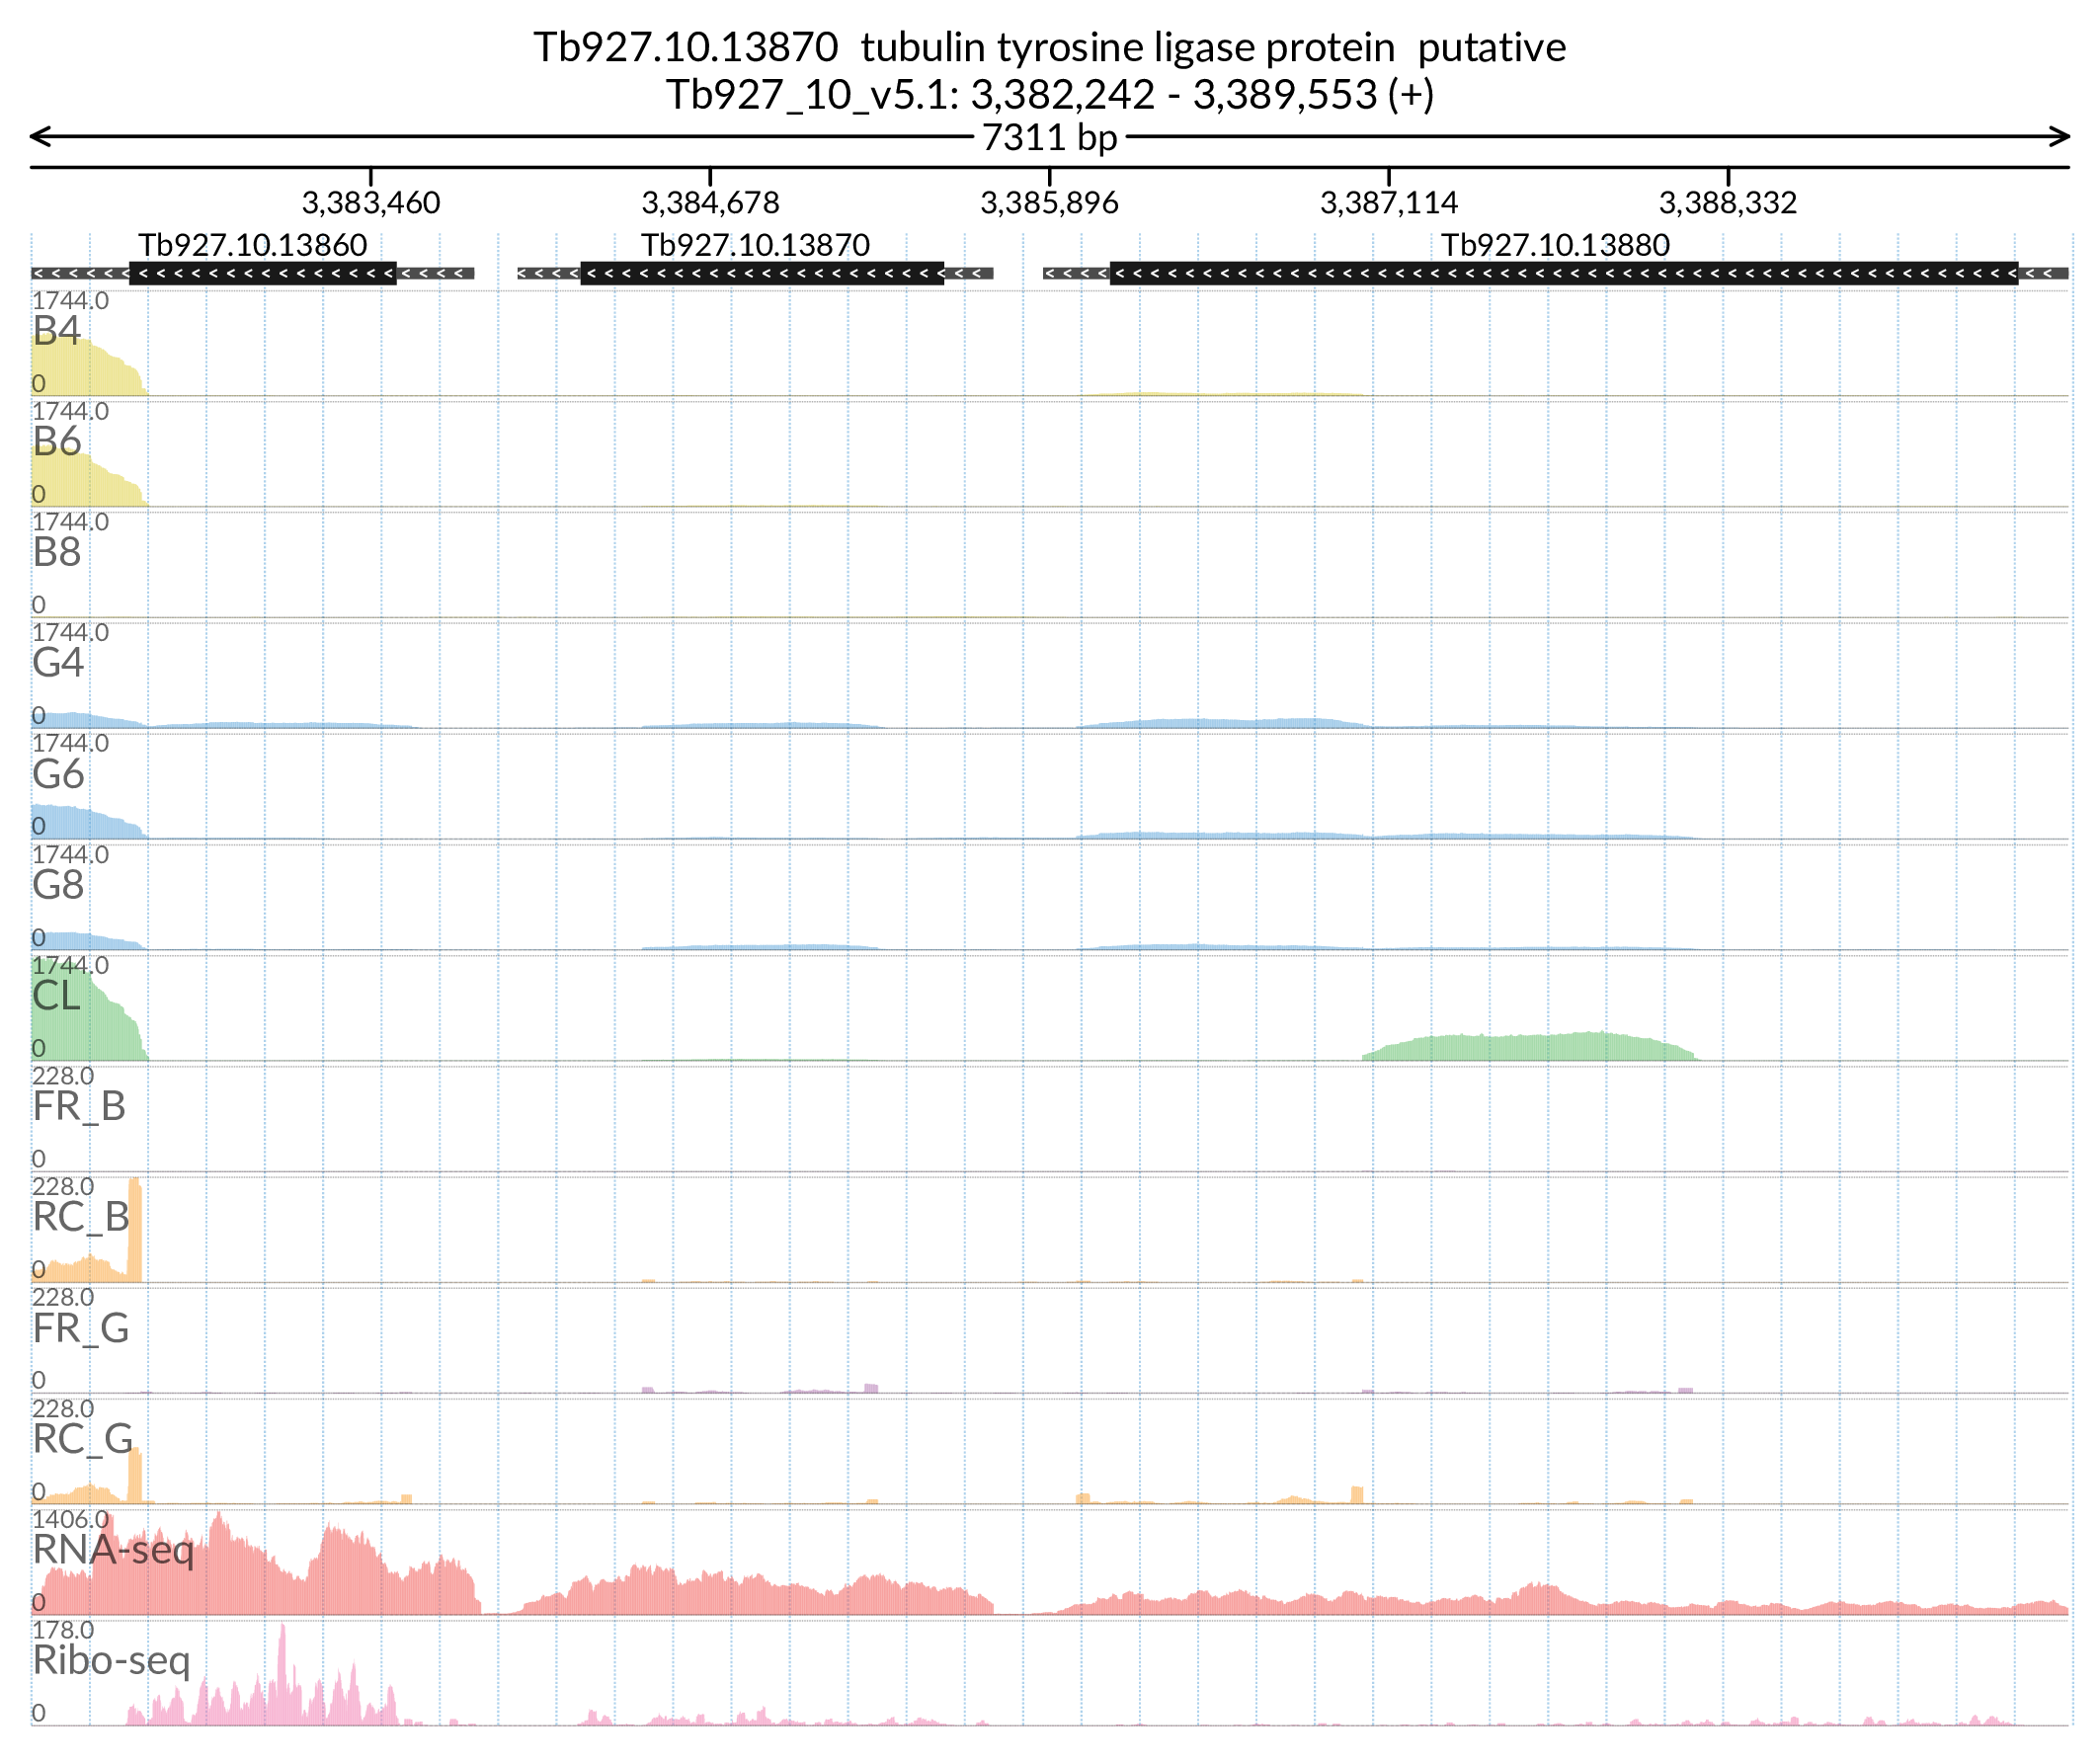 Tb927.10.13870  tubulin tyrosine ligase protein  putative
Tb927_10_v5.1: 3,382,242 - 3,389,553 (+)
7311 bp
3,383,460 3,384,678 3,385,896 3,387,114 3,388,332
Tb927.10.13860 Tb927.10.13870 Tb927.10.13880
1744.0
B4
0
1744.0
B6
0
1744.0
B8
0
1744.0
G4
0
1744.0
G6
0
1744.0
G8
0
1744.0
CL
0
228.0
FR_B
0
228.0
RC_B
0
228.0
FR_G
0
228.0
RC_G
0
1406.0
RNA-seq
0
178.0
Ribo-seq
0